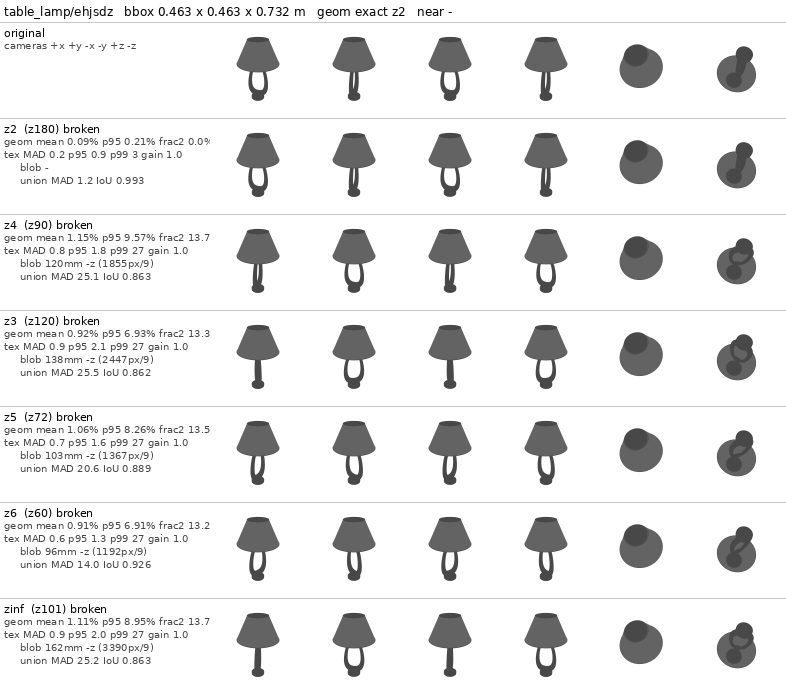 table_lamp/ehjsdz   bbox 0.463 x 0.463 x 0.732 m   geom exact z2   near -
original
cameras +x +y -x -y +z -z
z2  (z180) broken
geom mean 0.09% p95 0.21% frac2 0.0%
tex MAD 0.2 p95 0.9 p99 3 gain 1.0
blob -
union MAD 1.2 IoU 0.993
z4  (z90) broken
geom mean 1.15% p95 9.57% frac2 13.7
tex MAD 0.8 p95 1.8 p99 27 gain 1.0
blob 120mm -z (1855px/9)
union MAD 25.1 IoU 0.863
z3  (z120) broken
geom mean 0.92% p95 6.93% frac2 13.3
tex MAD 0.9 p95 2.1 p99 27 gain 1.0
blob 138mm -z (2447px/9)
union MAD 25.5 IoU 0.862
z5  (z72) broken
geom mean 1.06% p95 8.26% frac2 13.5
tex MAD 0.7 p95 1.6 p99 27 gain 1.0
blob 103mm -z (1367px/9)
union MAD 20.6 IoU 0.889
z6  (z60) broken
geom mean 0.91% p95 6.91% frac2 13.2
tex MAD 0.6 p95 1.3 p99 27 gain 1.0
blob 96mm -z (1192px/9)
union MAD 14.0 IoU 0.926
zinf  (z101) broken
geom mean 1.11% p95 8.95% frac2 13.7
tex MAD 0.9 p95 2.0 p99 27 gain 1.0
blob 162mm -z (3390px/9)
union MAD 25.2 IoU 0.863